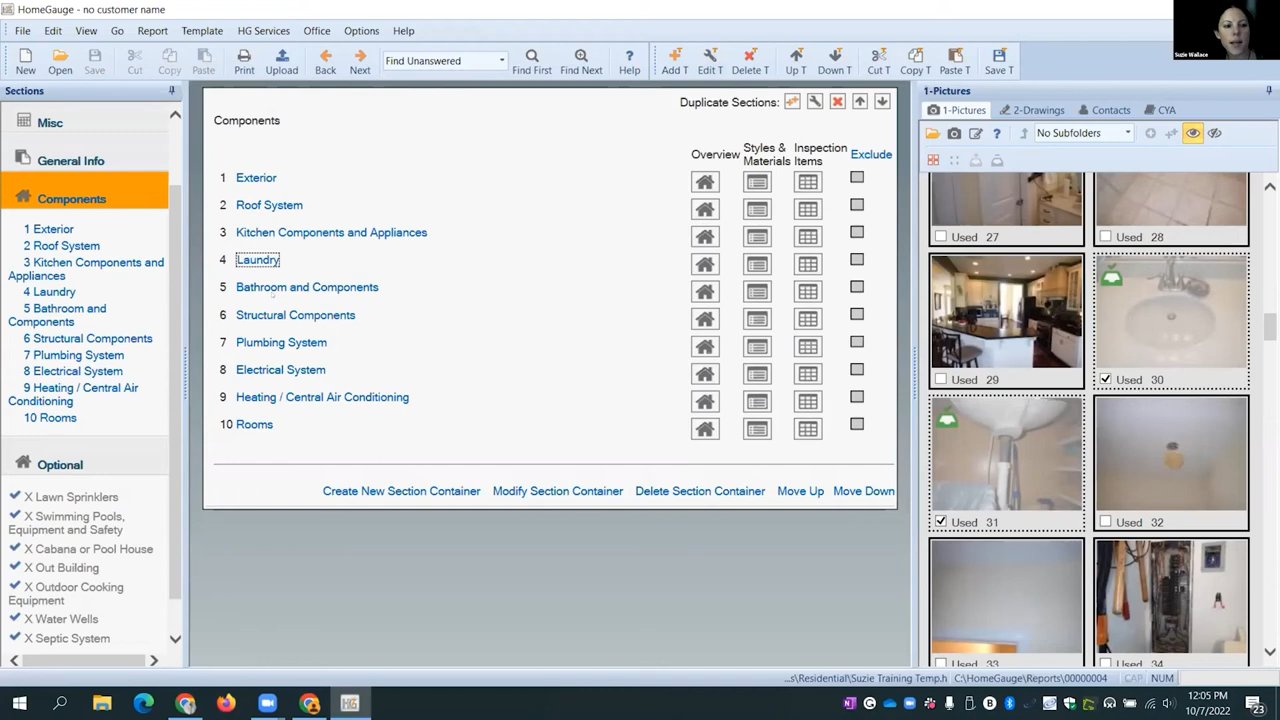 HomeGauge - no customer name
File Edit View Go Report Template HG Services Office Options Help
Suzie Wallace
New Open Save Cut Copy Paste Print Upload Back Next Find Unanswered Find First Find Next Help Add T Edit T Delete T Up T Down T Cut T Copy T Paste T Save T
Sections
Misc
General Info
Components
1 Exterior
2 Roof System
3 Kitchen Components and
Appliances
4 Laundry
5 Bathroom and
Components
6 Structural Components
7 Plumbing System
8 Electrical System
9 Heating / Central Air
Conditioning
10 Rooms
Optional
X Lawn Sprinklers
X Swimming Pools,
Equipment and Safety
X Cabana or Pool House
X Out Building
X Outdoor Cooking
Equipment
X Water Wells
X Septic System
Duplicate Sections:
Components
Overview Styles & Materials Inspection Items Exclude
1 Exterior
2 Roof System
3 Kitchen Components and Appliances
4 Laundry
5 Bathroom and Components
6 Structural Components
7 Plumbing System
8 Electrical System
9 Heating / Central Air Conditioning
10 Rooms
Create New Section Container Modify Section Container Delete Section Container Move Up Move Down
1-Pictures
1-Pictures 2-Drawings Contacts CYA
No Subfolders
Used 27 Used 28
Used 29 Used 30
Used 31 Used 32
33 34
...s\Residential\Suzie Training Temp.h C:\HomeGauge\Reports\00000004 CAP NUM
12:05 PM
10/7/2022
23